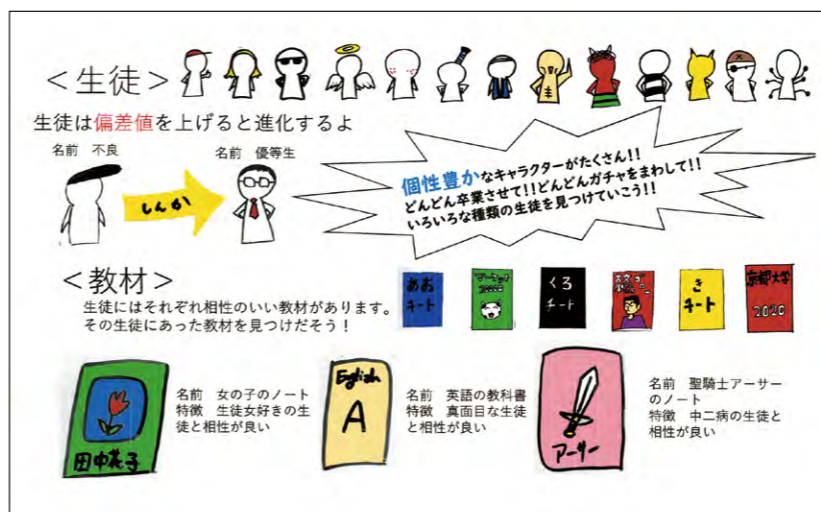 <生徒>
生徒は偏差値を上げると進化するよ
名前 不良
名前 優等生
しんか
個性豊かなキャラクターがたくさん!!
どんどん卒業させて!!どんどんガチャをまわして!!
いろいろな種類の生徒を見つけていこう!!
<教材>
生徒にはそれぞれ相性のいい教材があります。
その生徒にあった教材を見つけだそう!
あお
チート
くろ
チート
き
チート
京都大学
2020
田中花子
名前 女の子のノート
特徴 生徒女好きの生
徒と相性が良い
English
A
名前 英語の教科書
特徴 真面目な生徒
と相性が良い
アーサー
名前 聖騎士アーサー
のノート
特徴 中二病の生徒と
相性が良い